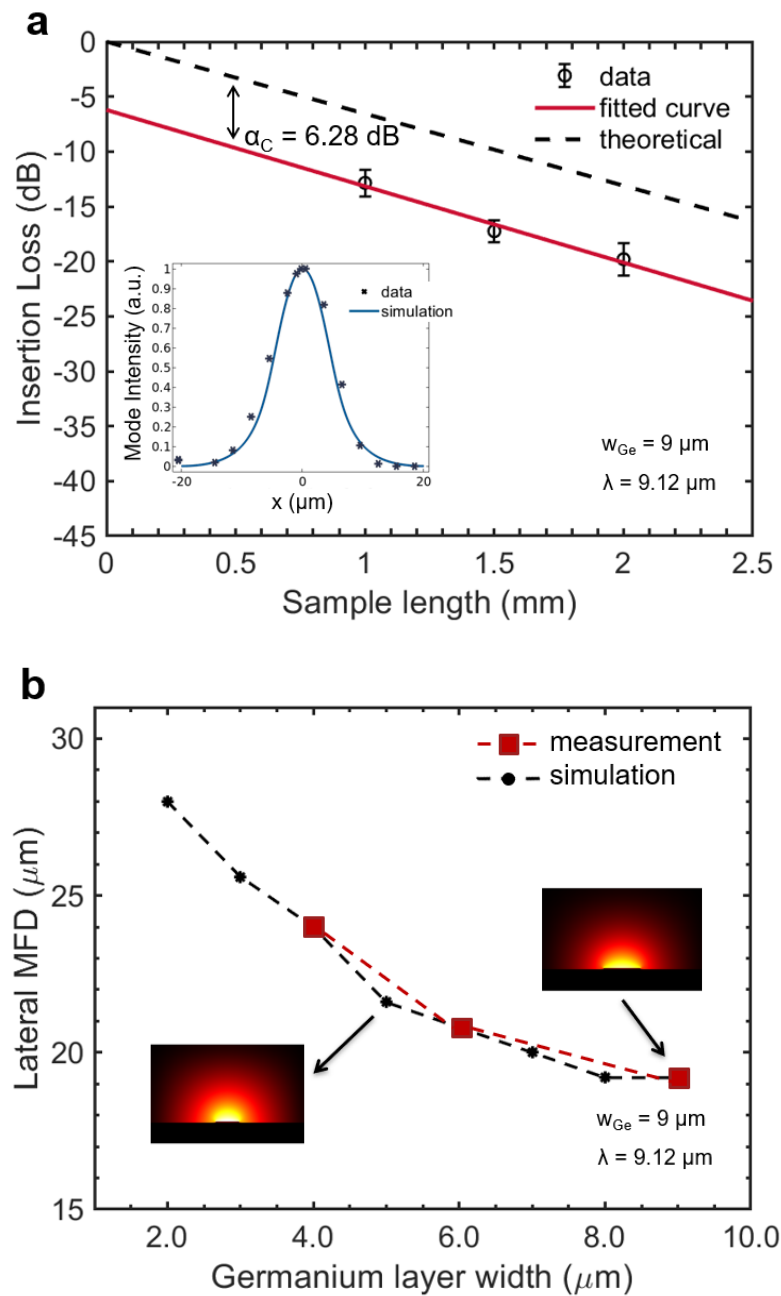 a
0
-5
-10
-15
-20
-25
-30
-35
-40
-45
Insertion Loss (dB)
data
fitted curve
theoretical
α_C = 6.28 dB
1
0.9
0.8
0.7
0.6
0.5
0.4
0.3
0.2
0.1
0
Mode Intensity (a.u.)
data
simulation
-20 0 20
x (μm)
w_Ge = 9 μm
λ = 9.12 μm
0 0.5 1.0 1.5 2 2.5
Sample length (mm)
b
30
25
20
15
Lateral MFD (μm)
measurement
simulation
w_Ge = 9 μm
λ = 9.12 μm
2.0 4.0 6.0 8.0 10.0
Germanium layer width (μm)